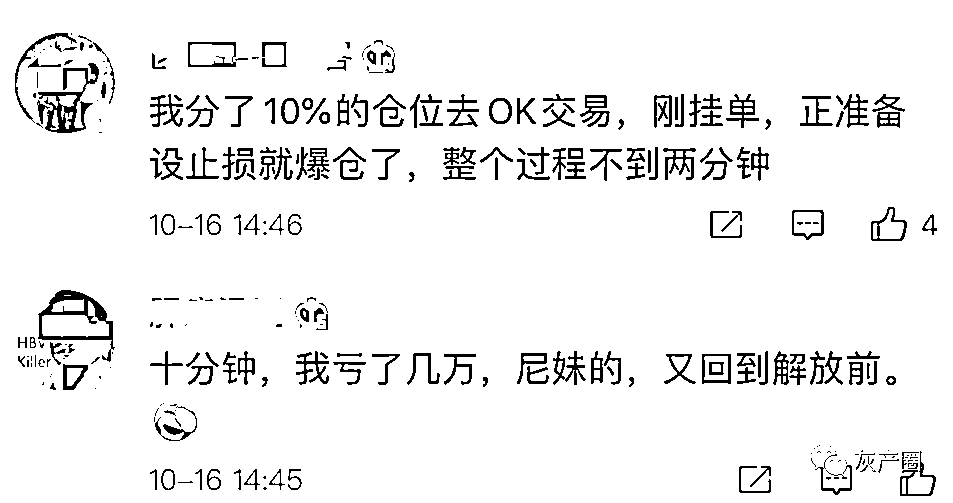 我分了10%的仓位去OK交易，刚挂单，正准备
设止损就爆仓了，整个过程不到两分钟
10-16 14:46
4
HBV
Killer
十分钟，我亏了几万，尼妹的，又回到解放前。
10-16 14:45
灰产圈